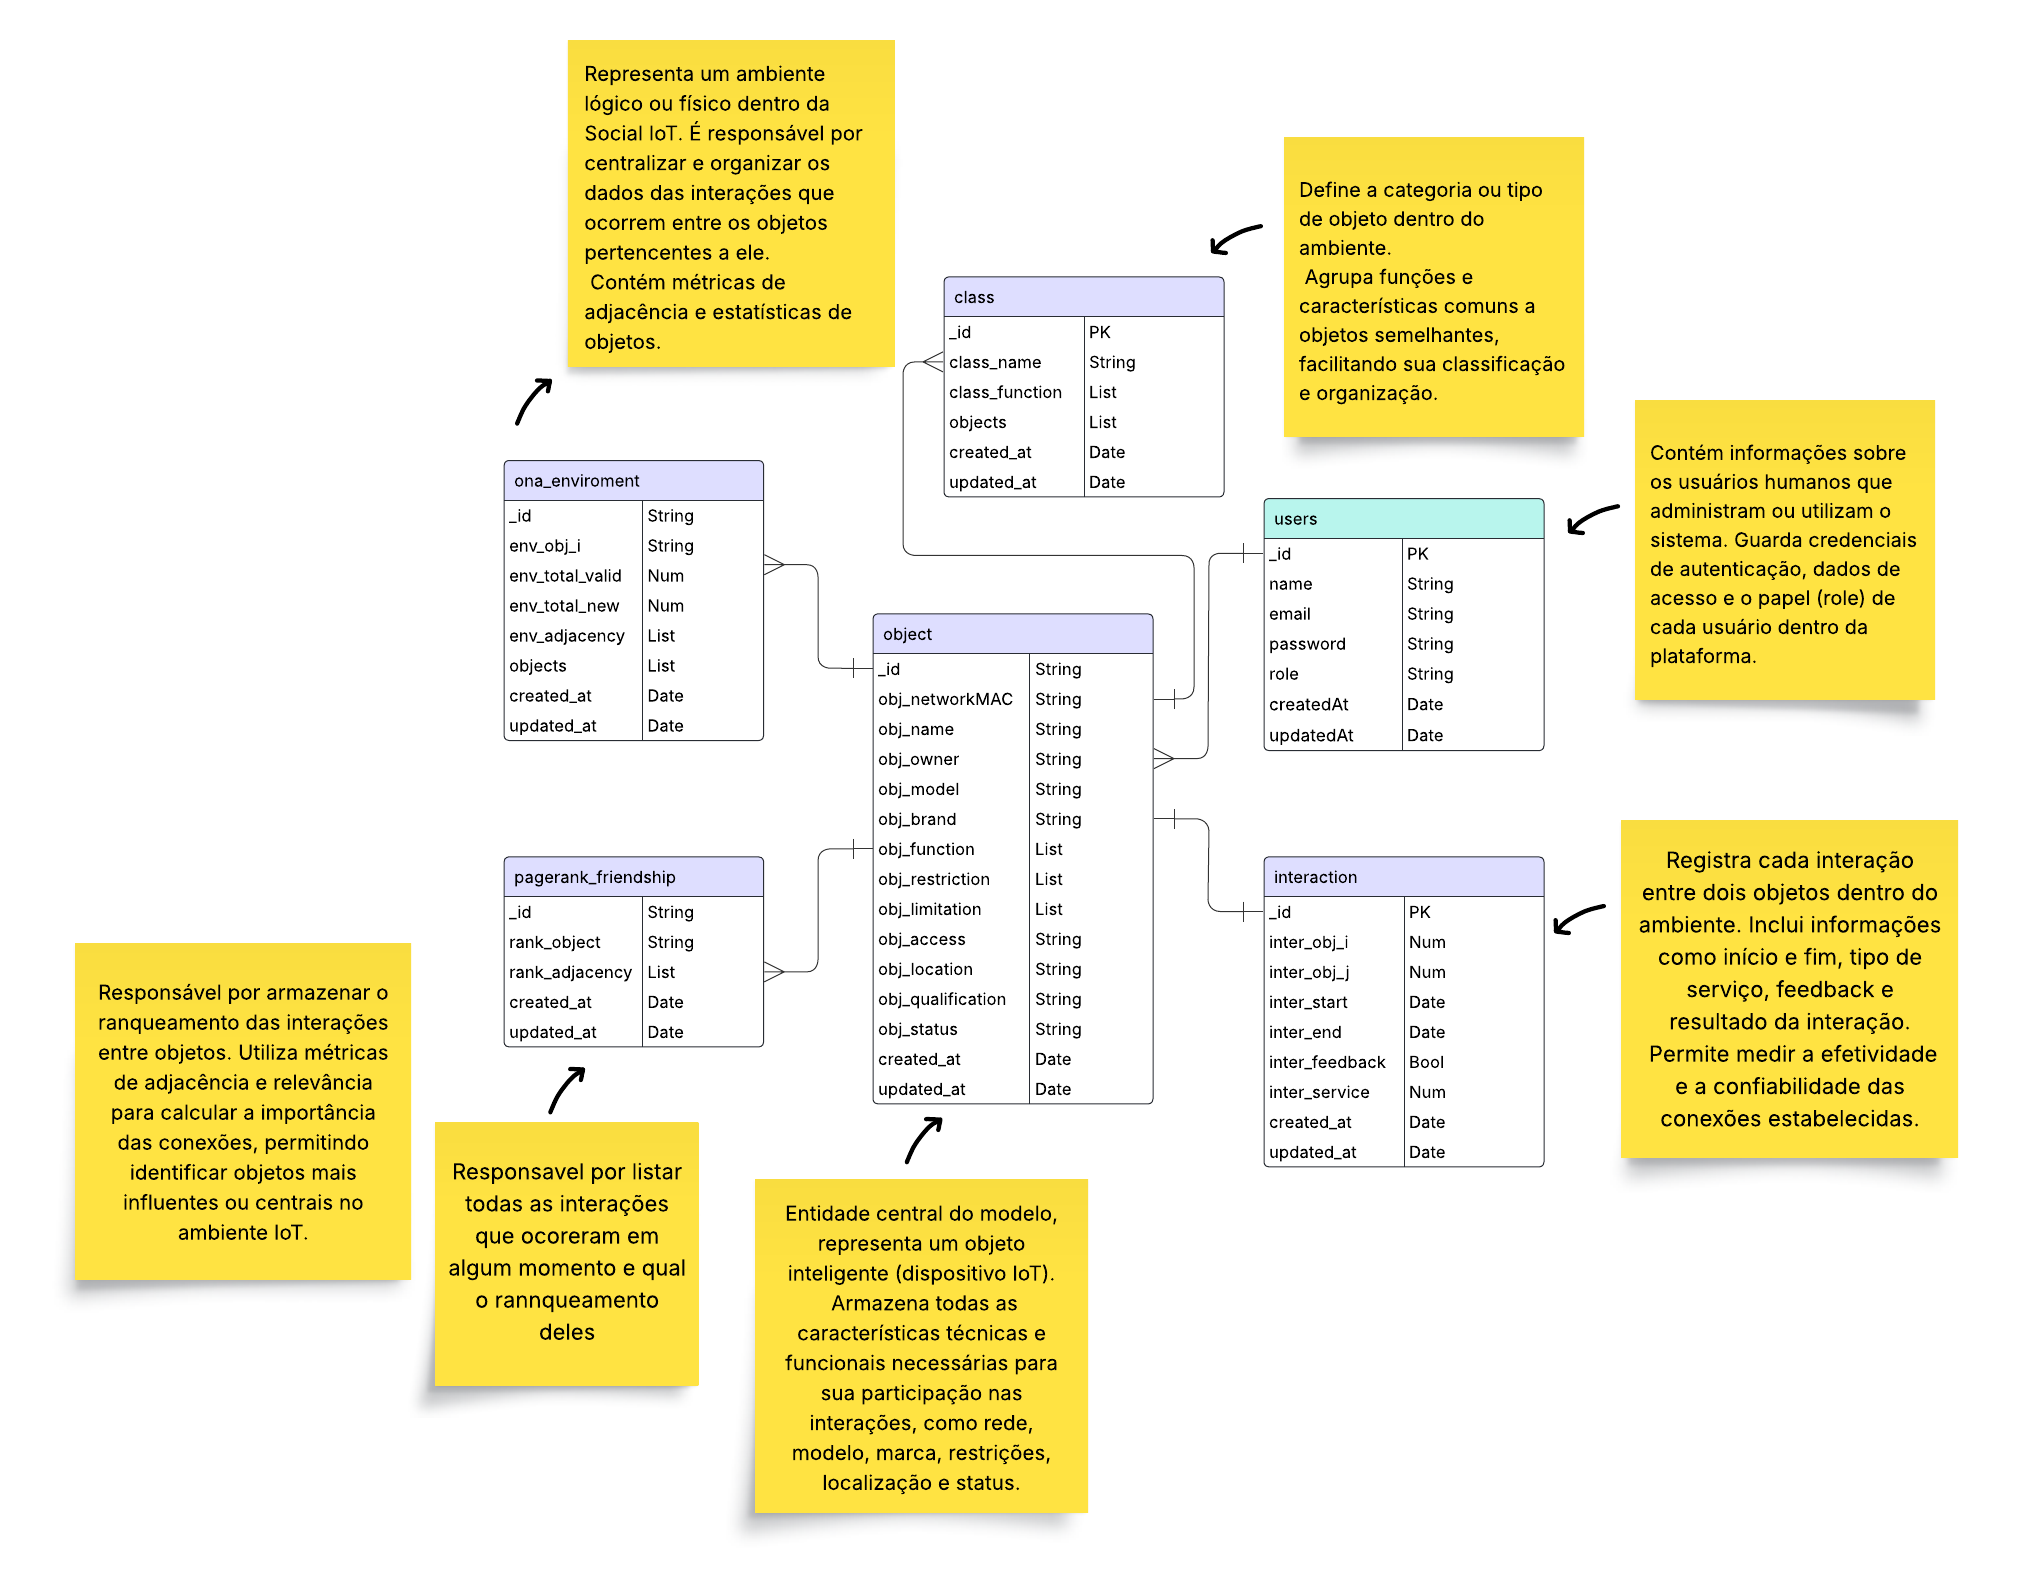 Representa um ambiente
lógico ou físico dentro da
Social IoT. É responsável por
centralizar e organizar os
dados das interações que
ocorrem entre os objetos
pertencentes a ele.
Contém métricas de
adjacência e estatísticas de
objetos.
Define a categoria ou tipo
de objeto dentro do
ambiente.
Agrupa funções e
características comuns a
objetos semelhantes,
facilitando sua classificação
e organização.
class
_id PK
class_name String
class_function List
objects List
created_at Date
updated_at Date
Contém informações sobre
os usuários humanos que
administram ou utilizam o
sistema. Guarda credenciais
de autenticação, dados de
acesso e o papel (role) de
cada usuário dentro da
plataforma.
ona_enviroment
_id String
env_obj_i String
env_total_valid Num
env_total_new Num
env_adjacency List
objects List
created_at Date
updated_at Date
users
_id PK
name String
email String
password String
role String
createdAt Date
updatedAt Date
object
_id String
obj_networkMAC String
obj_name String
obj_owner String
obj_model String
obj_brand String
obj_function List
obj_restriction List
obj_limitation List
obj_access String
obj_location String
obj_qualification String
obj_status String
created_at Date
updated_at Date
pagerank_friendship
_id String
rank_object String
rank_adjacency List
created_at Date
updated_at Date
interaction
_id PK
inter_obj_i Num
inter_obj_j Num
inter_start Date
inter_end Date
inter_feedback Bool
inter_service Num
created_at Date
updated_at Date
Registra cada interação
entre dois objetos dentro do
ambiente. Inclui informações
como início e fim, tipo de
serviço, feedback e
resultado da interação.
Permite medir a efetividade
e a confiabilidade das
conexões estabelecidas.
Responsável por armazenar o
ranqueamento das interações
entre objetos. Utiliza métricas
de adjacência e relevância
para calcular a importância
das conexões, permitindo
identificar objetos mais
influentes ou centrais no
ambiente IoT.
Responsavel por listar
todas as interações
que ocoreram em
algum momento e qual
o rannqueamento
deles
Entidade central do modelo,
representa um objeto
inteligente (dispositivo IoT).
Armazena todas as
características técnicas e
funcionais necessárias para
sua participação nas
interações, como rede,
modelo, marca, restrições,
localização e status.